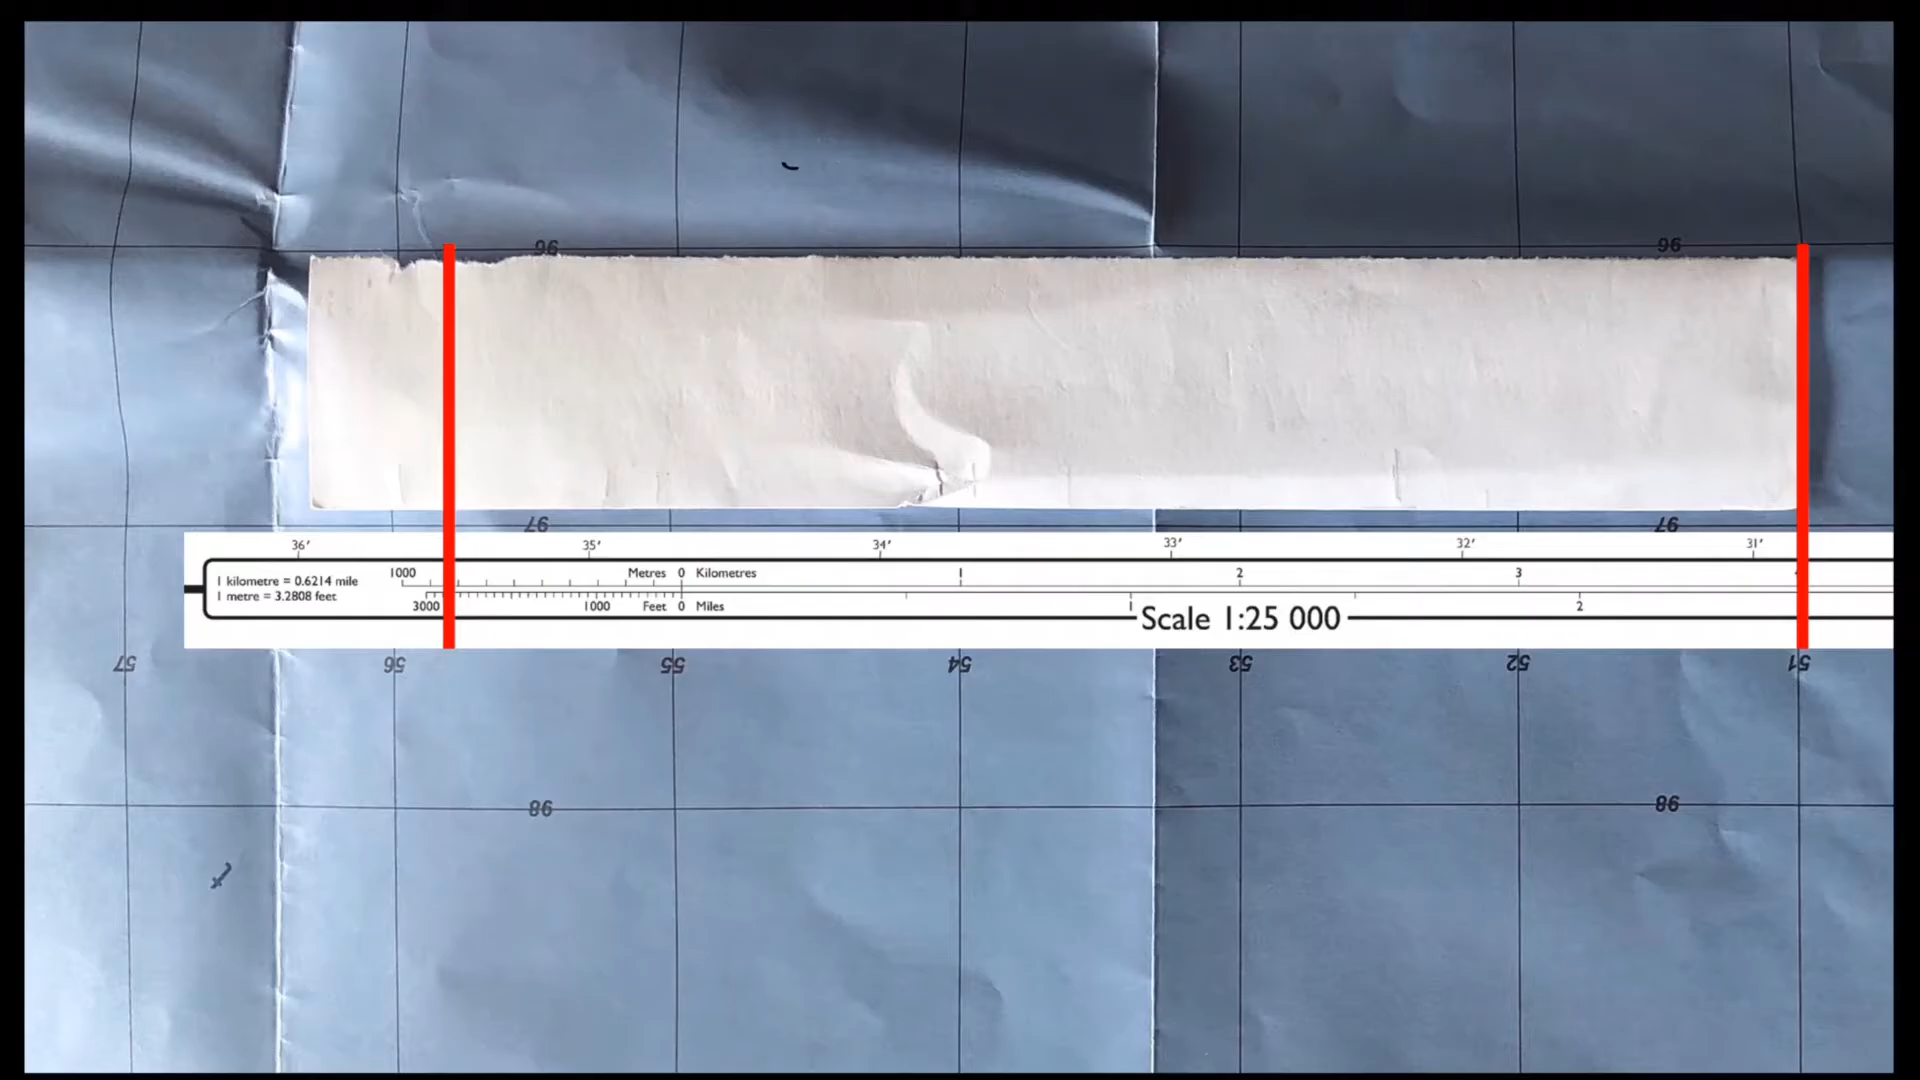 96 96
97 97
36′ 35′ 34′ 33′ 32′ 31′
1 kilometre = 0.6214 mile 1000 Metres 0 Kilometres 1 2 3
1 metre = 3.2808 feet 3000 1000 Feet 0 Miles 1 2
Scale 1:25 000
57 56 55 54 53 52 51
98 98